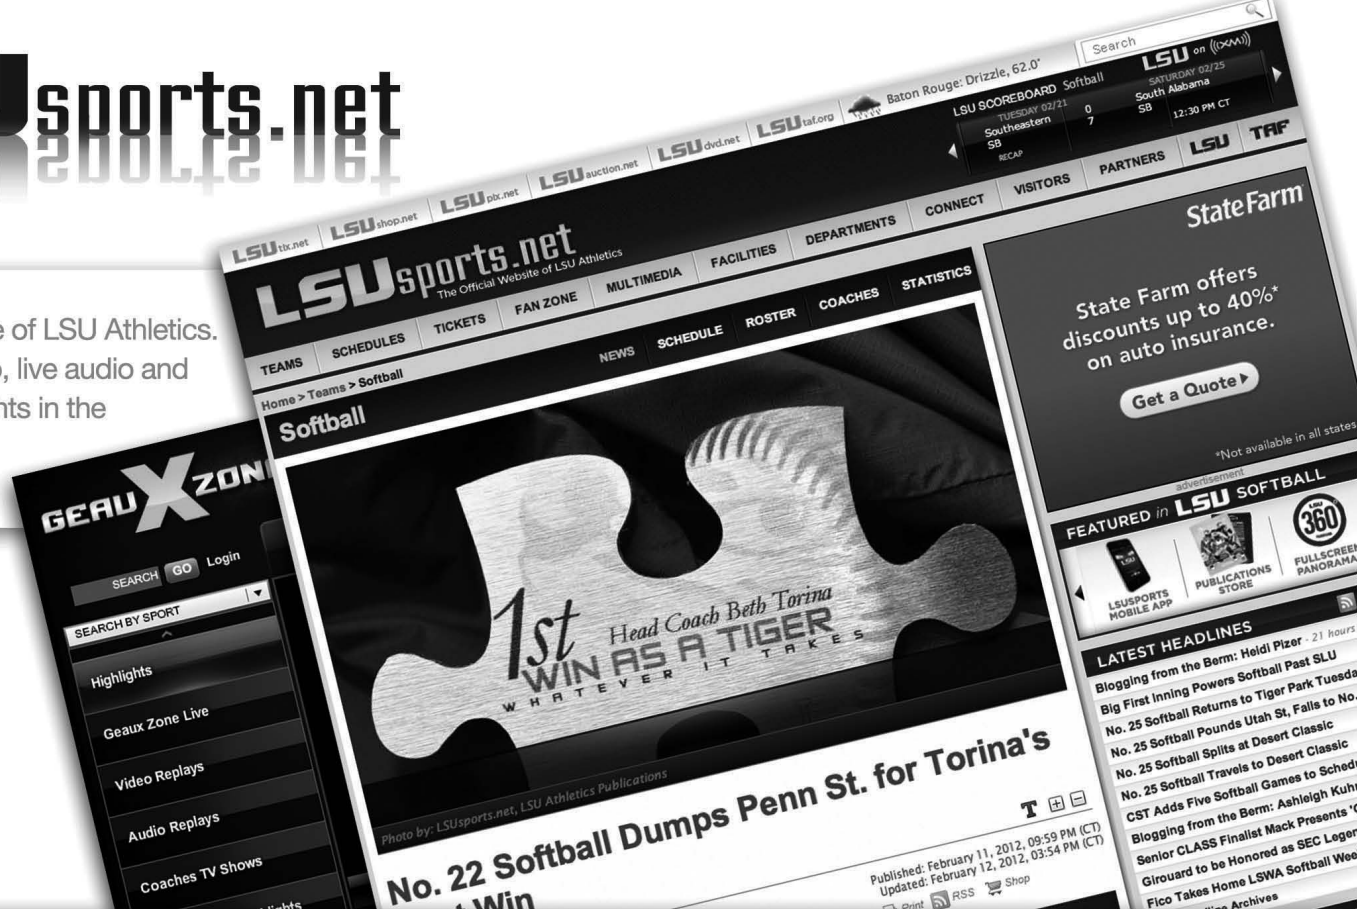 Usports.net
e of LSU Athletics.
, live audio and
nts in the
GEAUX ZON
SEARCH GO Login
SEARCH BY SPORT
Highlights
Geaux Zone Live
Video Replays
Audio Replays
Coaches TV Shows
hlights
LSUtix.net LSUshop.net LSUpix.net LSUauction.net LSUdvd.net LSUtaf.org Baton Rouge: Drizzle, 62.0° Search
LSUsports.net
The Official Website of LSU Athletics
LSU SCOREBOARD Softball LSU on ((XM))
TUESDAY 02/21
Southeastern 0
SB 7
RECAP
SATURDAY 02/25
South Alabama
SB
12:30 PM CT
TEAMS SCHEDULES TICKETS FAN ZONE MULTIMEDIA FACILITIES DEPARTMENTS CONNECT VISITORS PARTNERS LSU TAF
NEWS SCHEDULE ROSTER COACHES STATISTICS
Home > Teams > Softball
Softball
1st Head Coach Beth Torina
WIN AS A TIGER
WHATEVER IT TAKES
Photo by: LSUsports.net, LSU Athletics Publications
No. 22 Softball Dumps Penn St. for Torina's
t Win
Published: February 11, 2012, 09:59 PM (CT)
Updated: February 12, 2012, 03:54 PM (CT)
Print RSS Shop
State Farm
State Farm offers
discounts up to 40%*
on auto insurance.
Get a Quote
*Not available in all states
advertisement
FEATURED in LSU SOFTBALL
LSUSPORTS
MOBILE APP
PUBLICATIONS
STORE
360
FULLSCREEN
PANORAMA
LATEST HEADLINES
Blogging from the Berm: Heidi Pizer - 21 hours
Big First Inning Powers Softball Past SLU
No. 25 Softball Returns to Tiger Park Tuesda
No. 25 Softball Pounds Utah St, Falls to No.
No. 25 Softball Splits at Desert Classic
No. 25 Softball Travels to Desert Classic
CST Adds Five Softball Games to Sched
Blogging from the Berm: Ashleigh Kuhn
Senior CLASS Finalist Mack Presents '
Girouard to be Honored as SEC Legen
Fico Takes Home LSWA Softball Wee
Archives